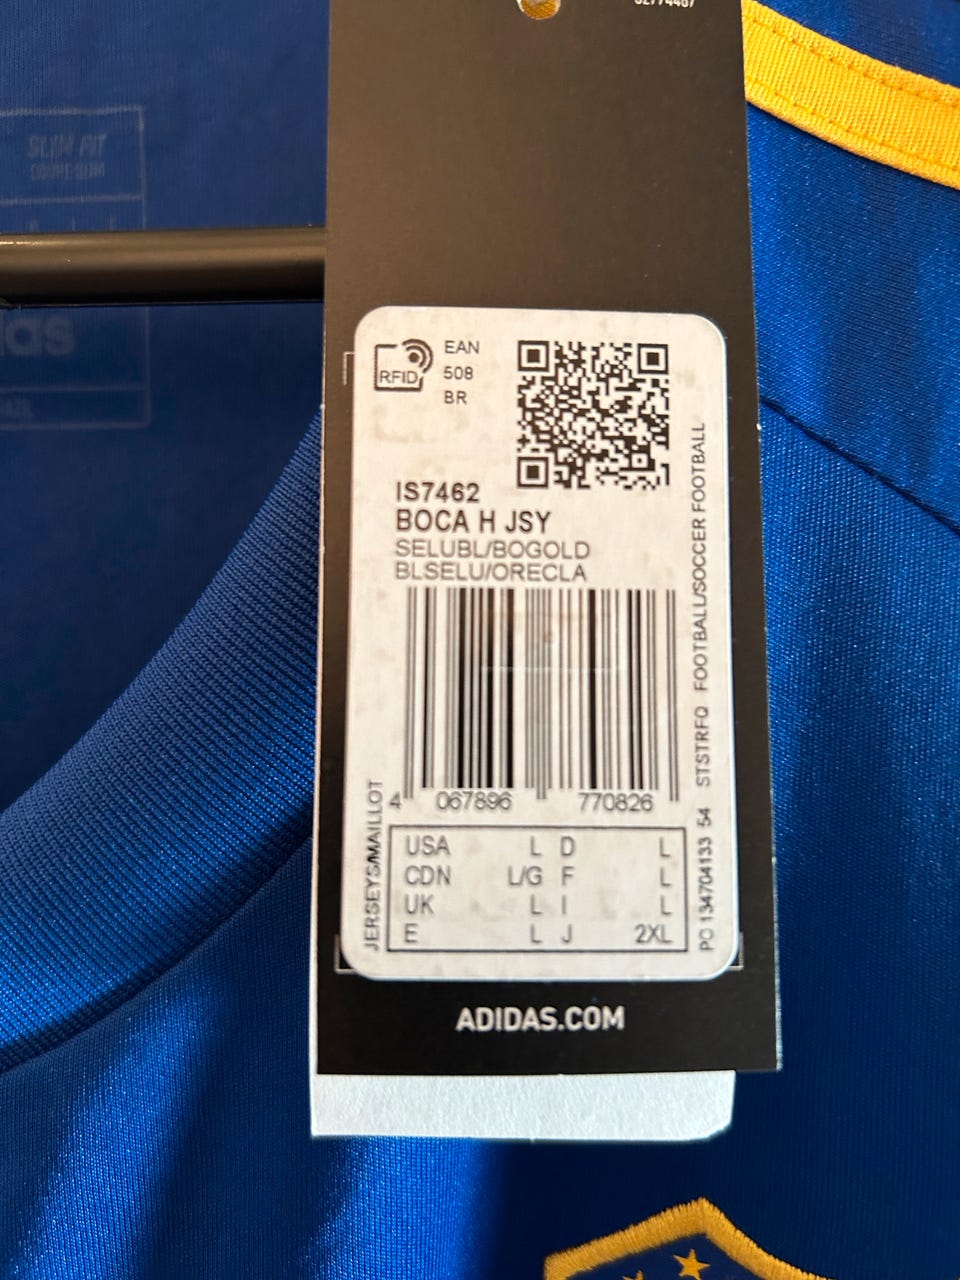 SLIM FIT
das
RFID
EAN
508
BR
IS7462
BOCA H JSY
SELUBL/BOGOLD
BLSELU/ORECLA
4 067896 770826
USA L D L
CDN L/G F L
UK L I L
E L J 2XL
JERSEYS/MAILLOT
PO 134704133 54 STSTRFQ FOOTBALL/SOCCER FOOTBALL
ADIDAS.COM